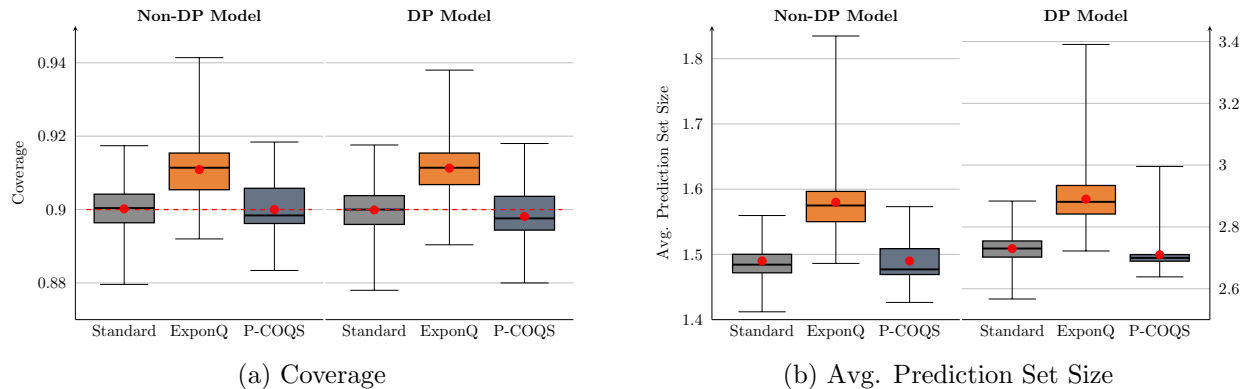 Non-DP Model
DP Model
Coverage
0.94
0.92
0.9
0.88
Standard ExponQ P-COQS
Standard ExponQ P-COQS
(a) Coverage
Non-DP Model
DP Model
Avg. Prediction Set Size
1.8
1.7
1.6
1.5
1.4
3.4
3.2
3
2.8
2.6
Standard ExponQ P-COQS
Standard ExponQ P-COQS
(b) Avg. Prediction Set Size